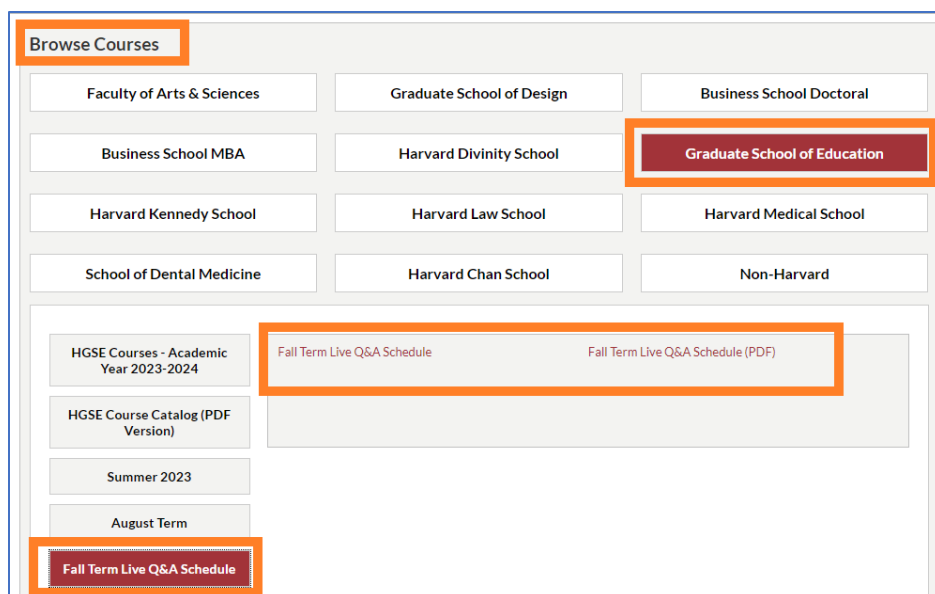 Browse Courses
Faculty of Arts & Sciences
Graduate School of Design
Business School Doctoral
Business School MBA
Harvard Divinity School
Graduate School of Education
Harvard Kennedy School
Harvard Law School
Harvard Medical School
School of Dental Medicine
Harvard Chan School
Non-Harvard
HGSE Courses - Academic
Year 2023-2024
HGSE Course Catalog (PDF
Version)
Summer 2023
August Term
Fall Term Live Q&A Schedule
Fall Term Live Q&A Schedule
Fall Term Live Q&A Schedule (PDF)